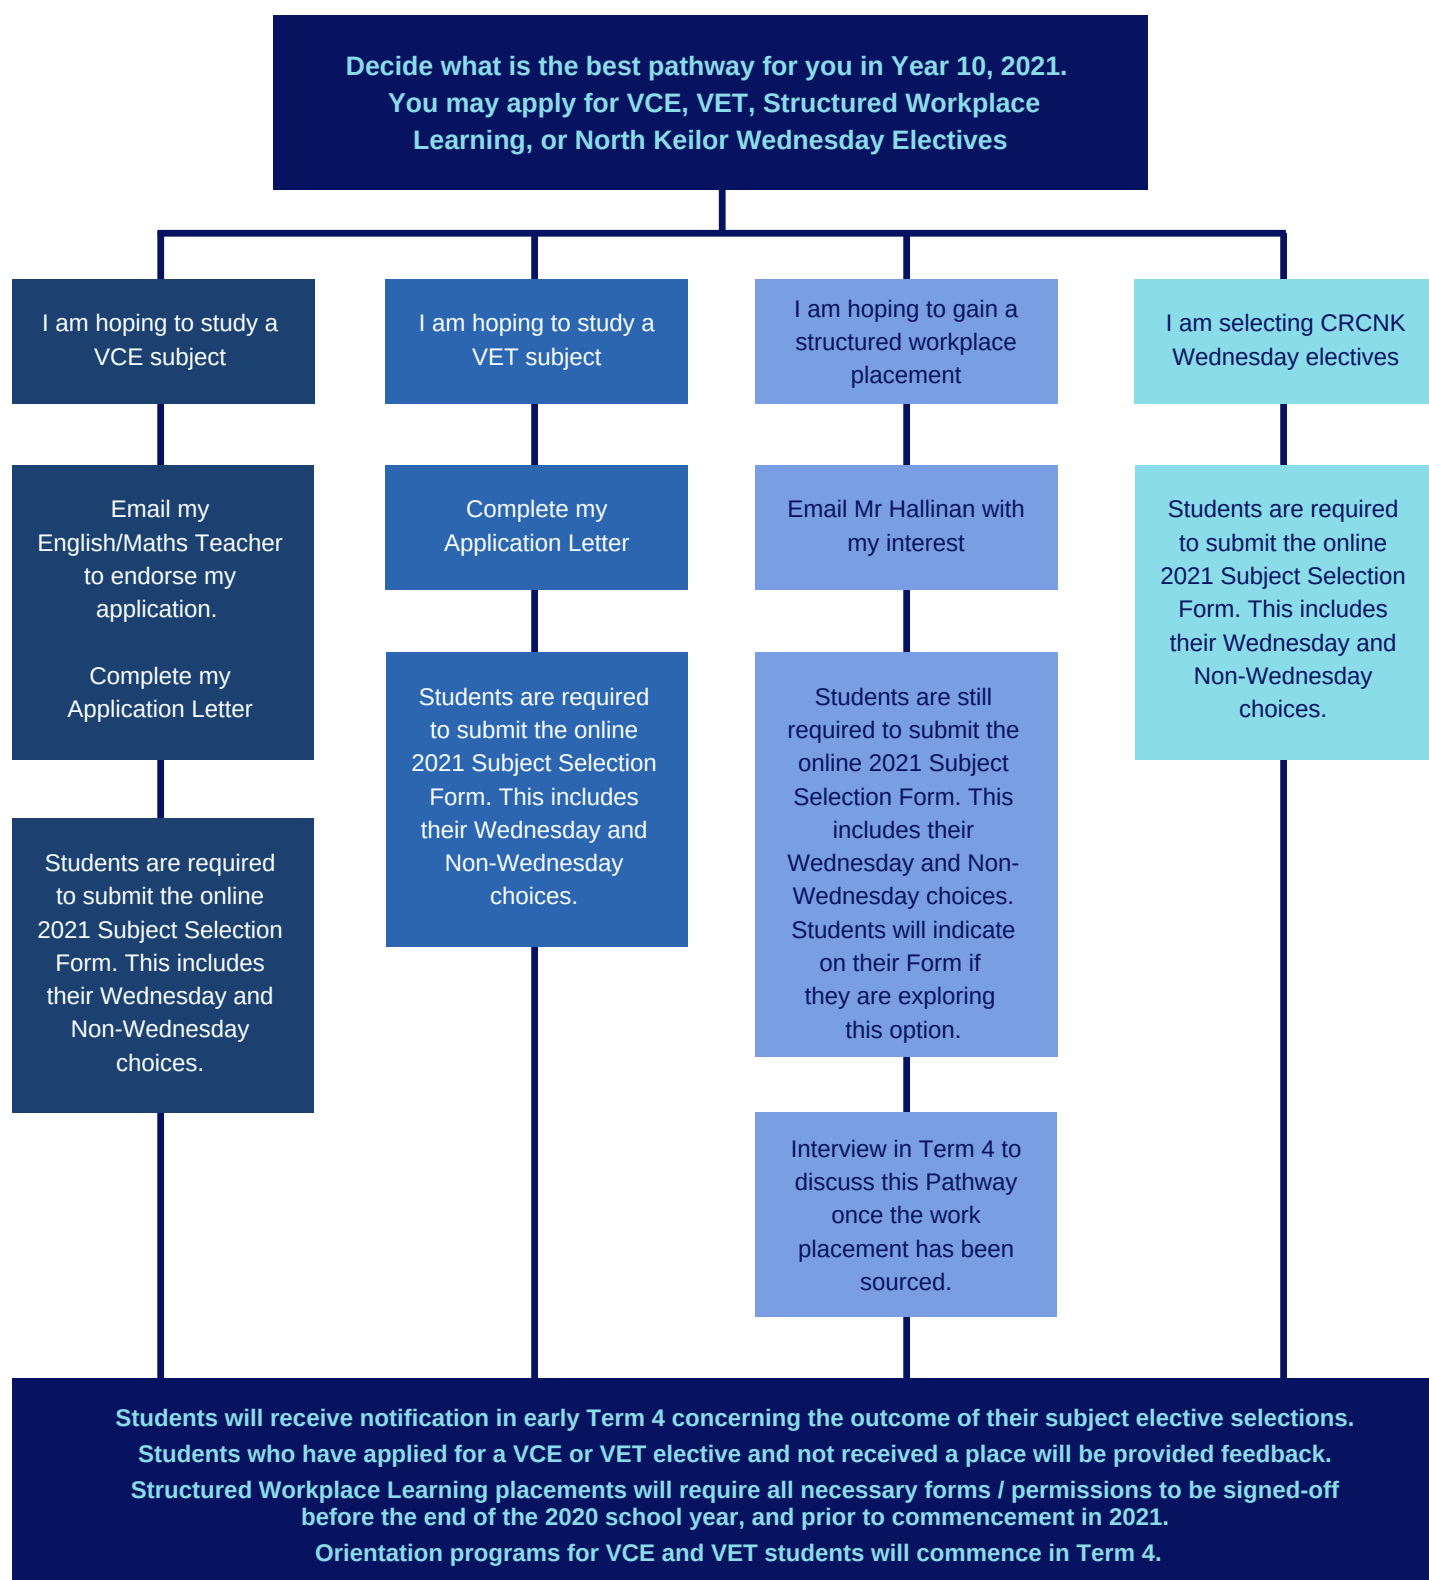 Decide what is the best pathway for you in Year 10, 2021.
You may apply for VCE, VET, Structured Workplace
Learning, or North Keilor Wednesday Electives
I am hoping to study a
VCE subject
Email my
English/Maths Teacher
to endorse my
application.
Complete my
Application Letter
Students are required
to submit the online
2021 Subject Selection
Form. This includes
their Wednesday and
Non-Wednesday
choices.
I am hoping to study a
VET subject
Complete my
Application Letter
Students are required
to submit the online
2021 Subject Selection
Form. This includes
their Wednesday and
Non-Wednesday
choices.
I am hoping to gain a
structured workplace
placement
Email Mr Hallinan with
my interest
Students are still
required to submit the
online 2021 Subject
Selection Form. This
includes their
Wednesday and Non-
Wednesday choices.
Students will indicate
on their Form if
they are exploring
this option.
Interview in Term 4 to
discuss this Pathway
once the work
placement has been
sourced.
I am selecting CRCNK
Wednesday electives
Students are required
to submit the online
2021 Subject Selection
Form. This includes
their Wednesday and
Non-Wednesday
choices.
Students will receive notification in early Term 4 concerning the outcome of their subject elective selections.
Students who have applied for a VCE or VET elective and not received a place will be provided feedback.
Structured Workplace Learning placements will require all necessary forms / permissions to be signed-off
before the end of the 2020 school year, and prior to commencement in 2021.
Orientation programs for VCE and VET students will commence in Term 4.